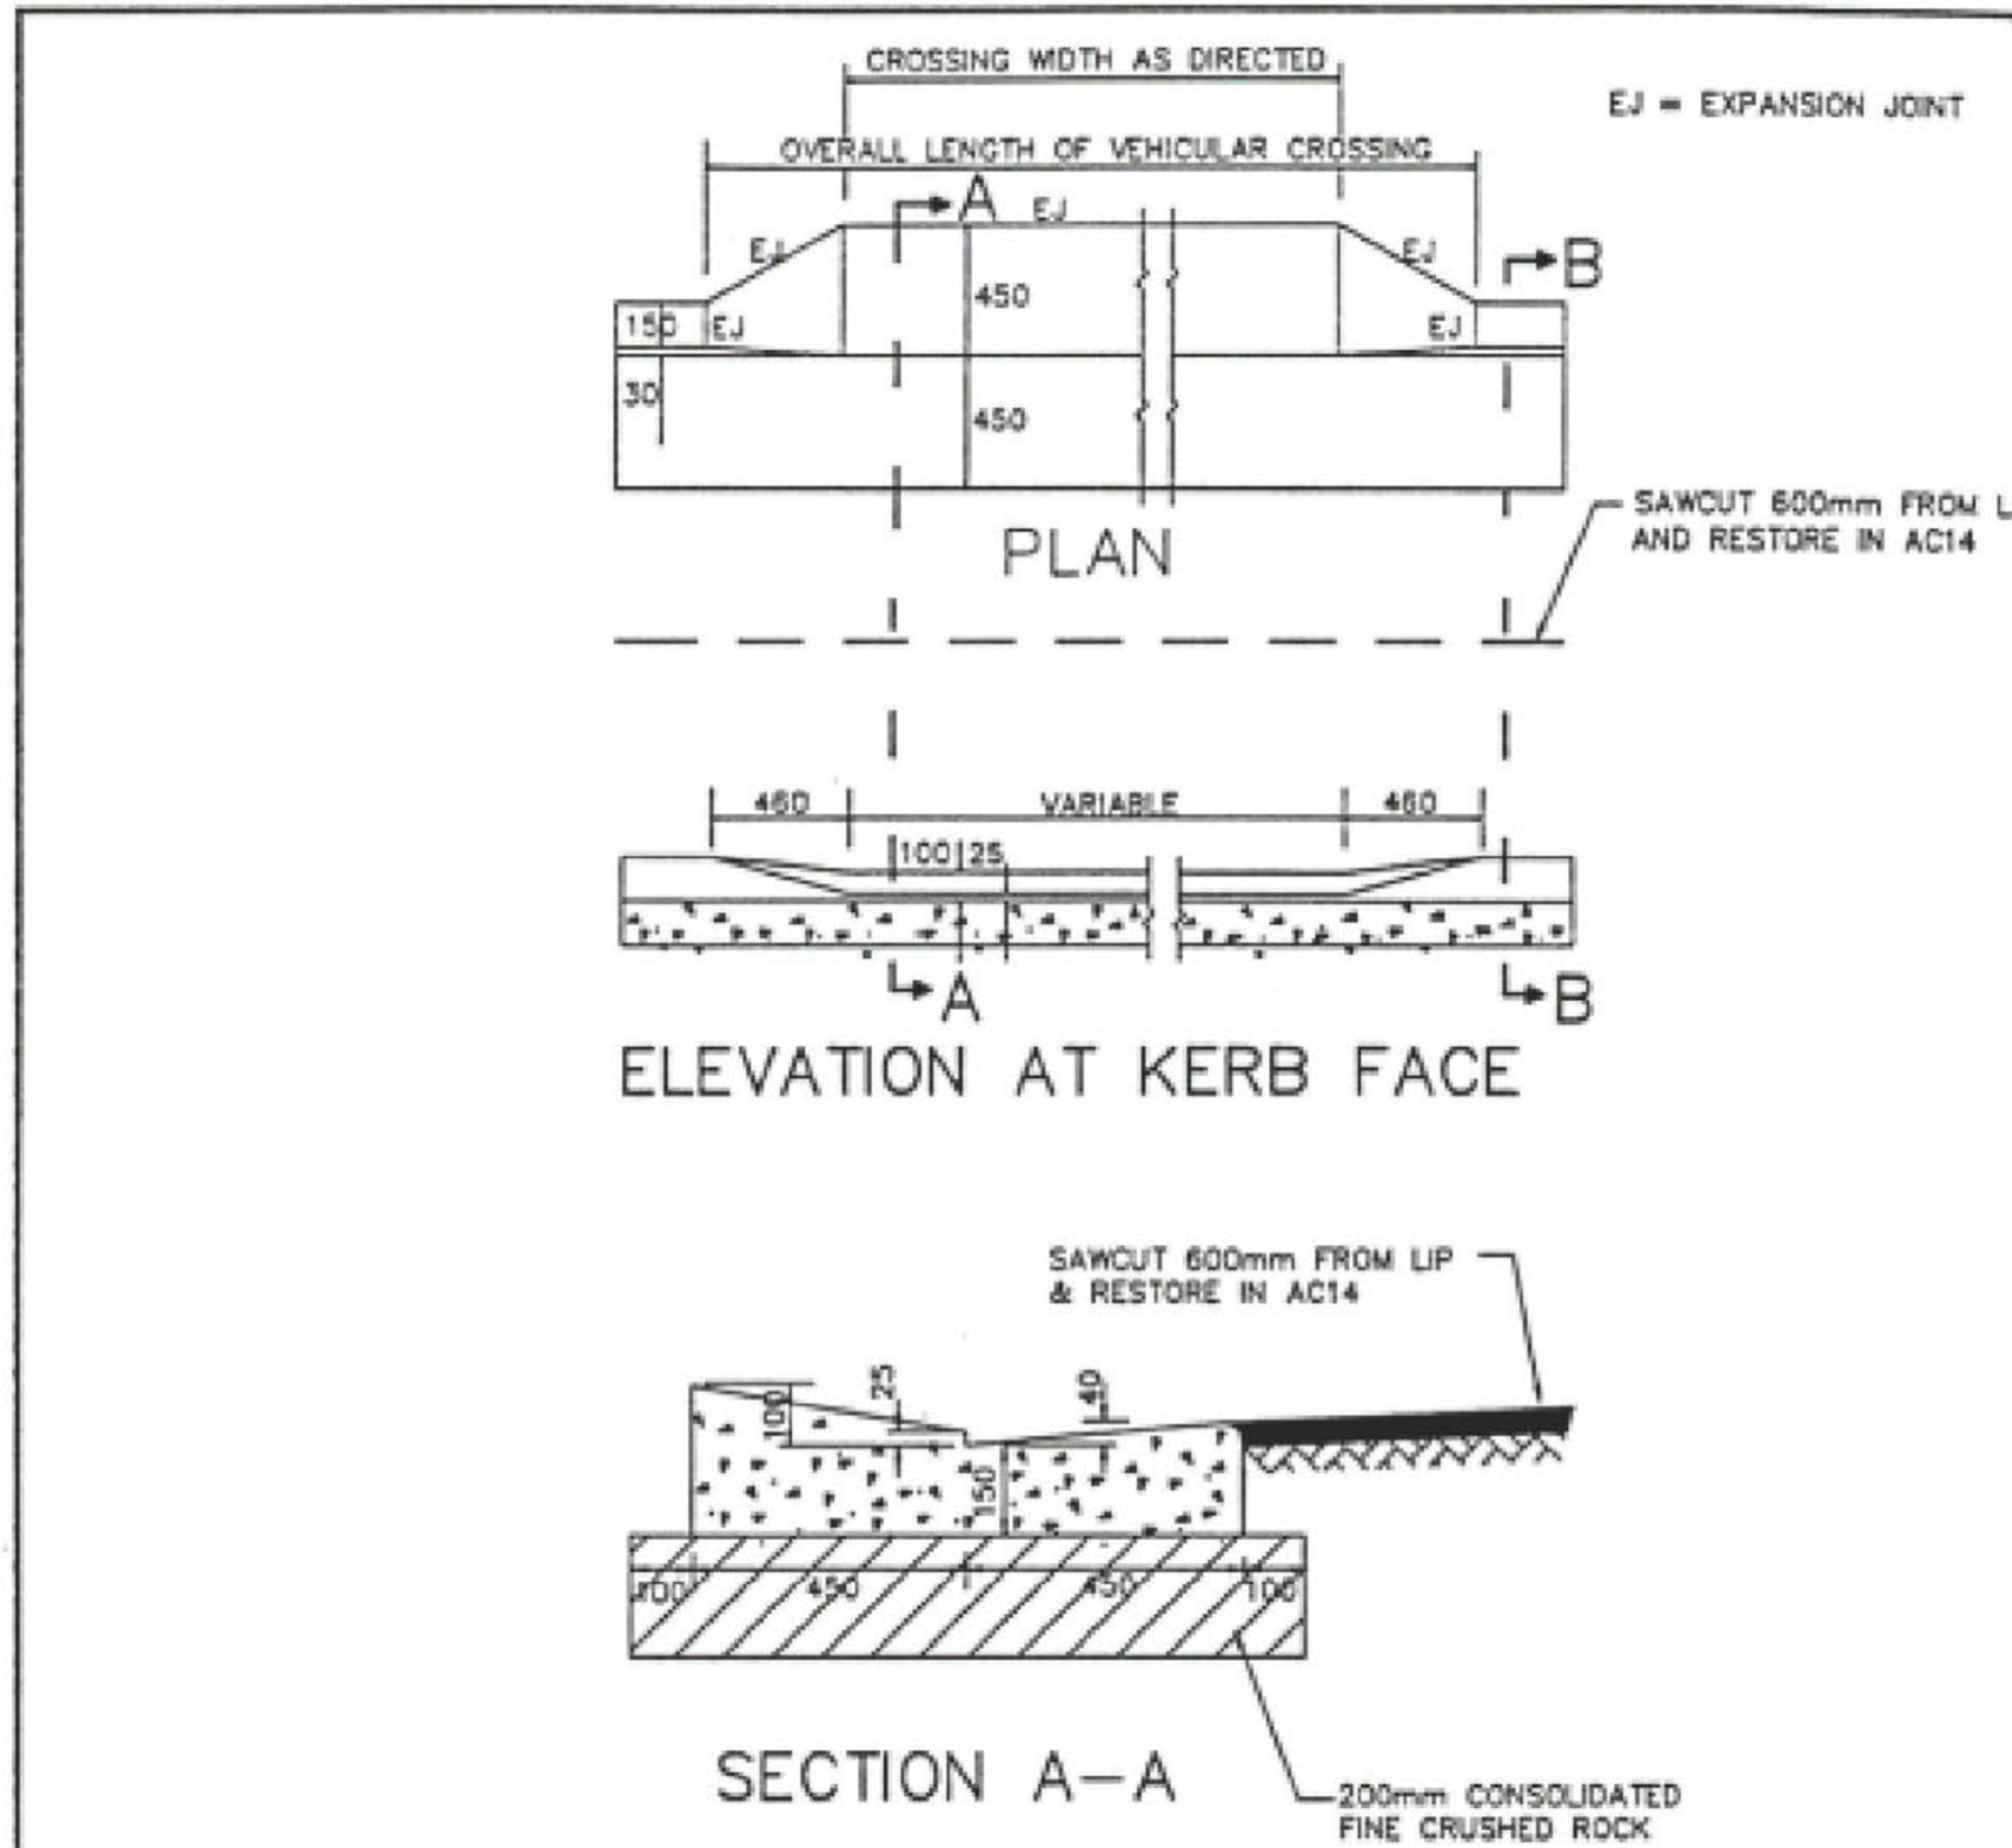 CROSSING WIDTH AS DIRECTED
EJ = EXPANSION JOINT
OVERALL LENGTH OF VEHICULAR CROSSING
A
EJ
EJ
EJ
B
450
150
EJ
EJ
30
450
SAWCUT 600mm FROM L
AND RESTORE IN AC14
PLAN
460
VARIABLE
460
100
25
A
B
ELEVATION AT KERB FACE
SAWCUT 600mm FROM LIP
& RESTORE IN AC14
25
40
100
150
100
450
450
100
SECTION A-A
200mm CONSOLIDATED
FINE CRUSHED ROCK